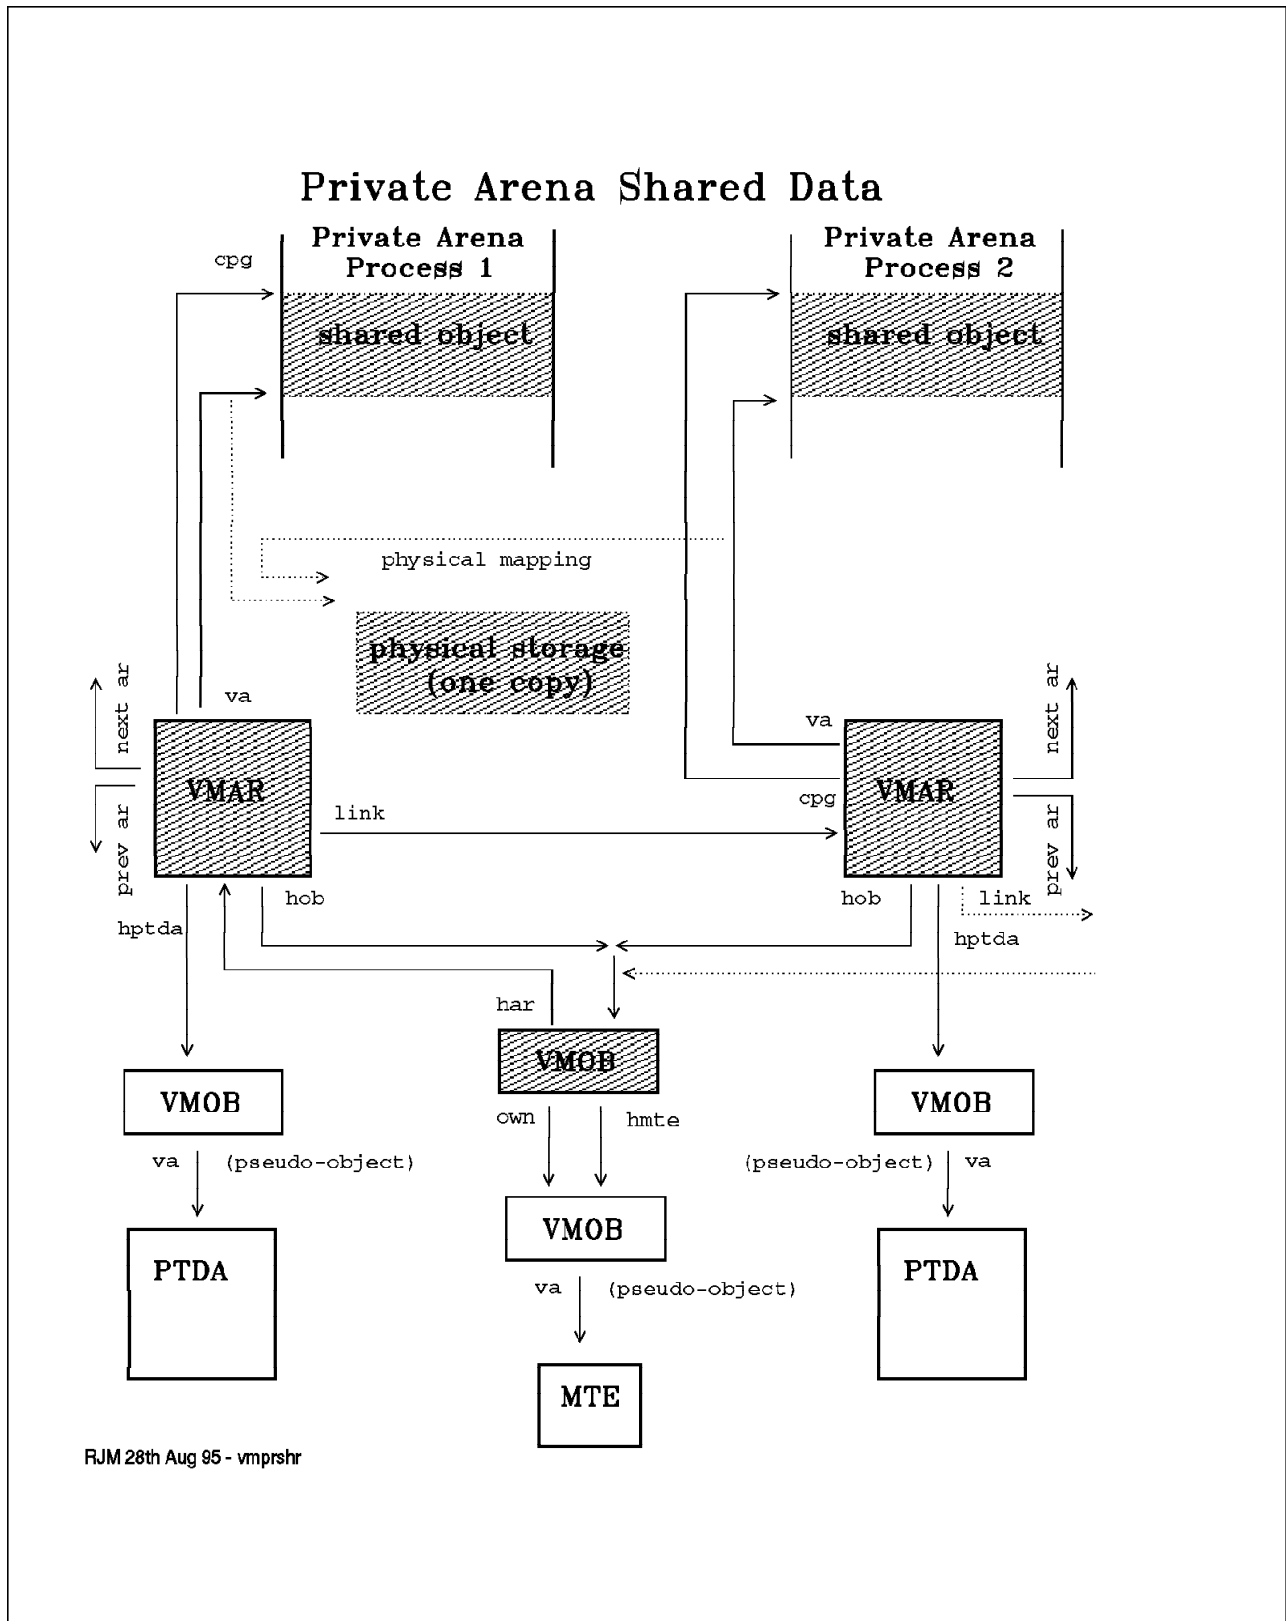 Private Arena Shared Data
Private Arena
Process 1
Private Arena
Process 2
cpg
shared object
shared object
physical mapping
physical storage
(one copy)
next ar
va
va
next ar
VMAR
VMAR
cpg
link
prev ar
prev ar
hob
hob
link
hptda
hptda
har
VMOB
VMOB
VMOB
own
hmte
va
(pseudo-object)
(pseudo-object)
va
VMOB
PTDA
PTDA
va
(pseudo-object)
MTE
RJM 28th Aug 95 - vmprshr